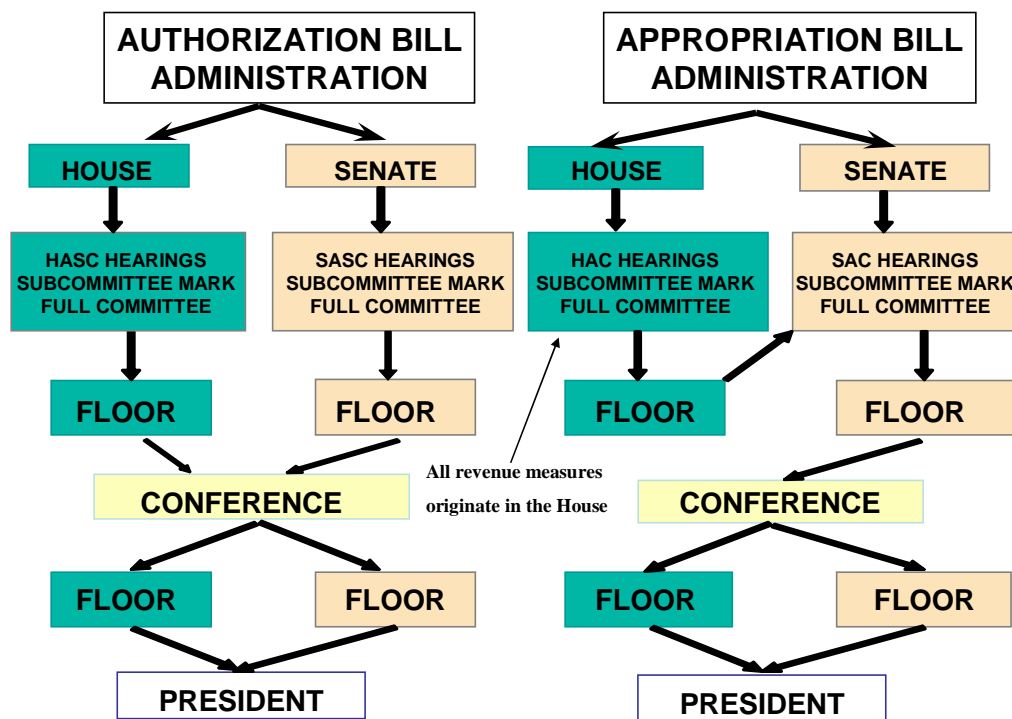 AUTHORIZATION BILL
ADMINISTRATION
HOUSE
SENATE
HASC HEARINGS
SUBCOMMITTEE MARK
FULL COMMITTEE
SASC HEARINGS
SUBCOMMITTEE MARK
FULL COMMITTEE
FLOOR
FLOOR
CONFERENCE
FLOOR
FLOOR
PRESIDENT
APPROPRIATION BILL
ADMINISTRATION
HOUSE
SENATE
HAC HEARINGS
SUBCOMMITTEE MARK
FULL COMMITTEE
SAC HEARINGS
SUBCOMMITTEE MARK
FULL COMMITTEE
FLOOR
FLOOR
All revenue measures
originate in the House
CONFERENCE
FLOOR
FLOOR
PRESIDENT